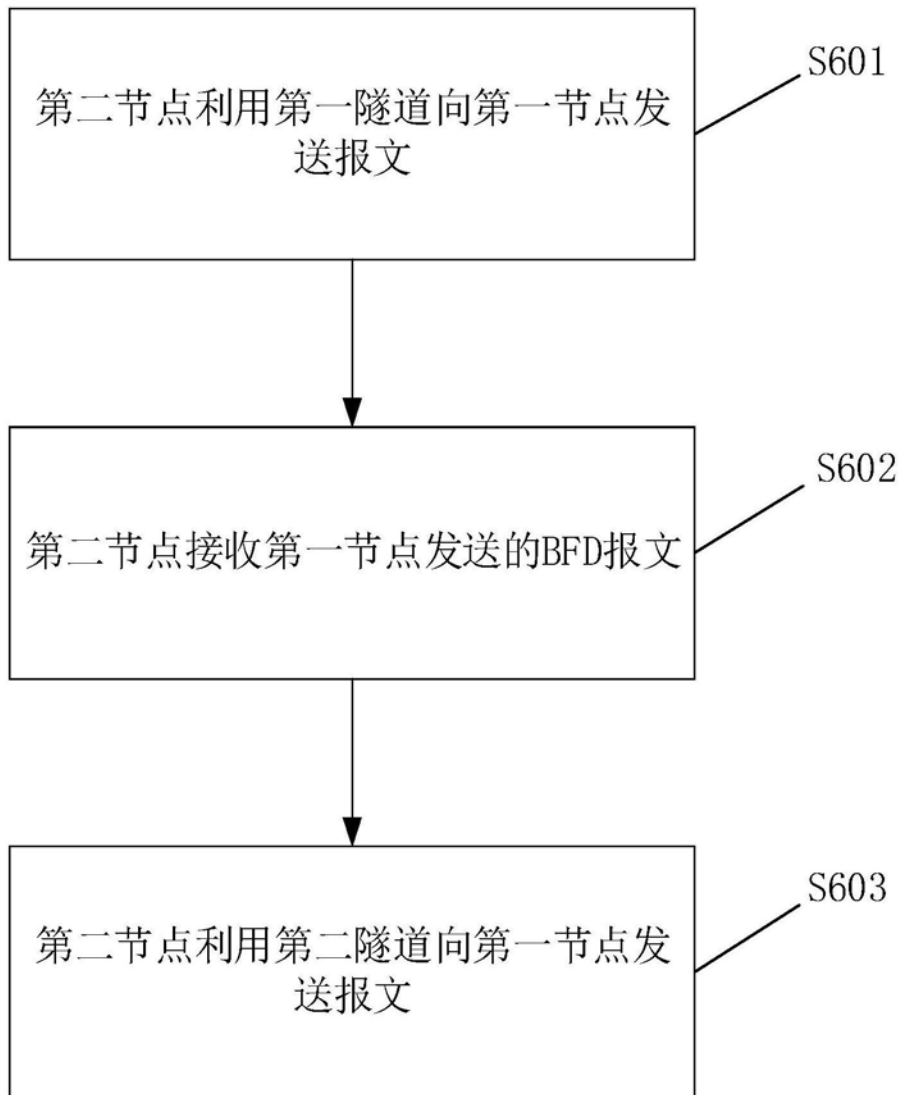 第二节点利用第一隧道向第一节点发
送报文
S601
第二节点接收第一节点发送的BFD报文
S602
第二节点利用第二隧道向第一节点发
送报文
S603